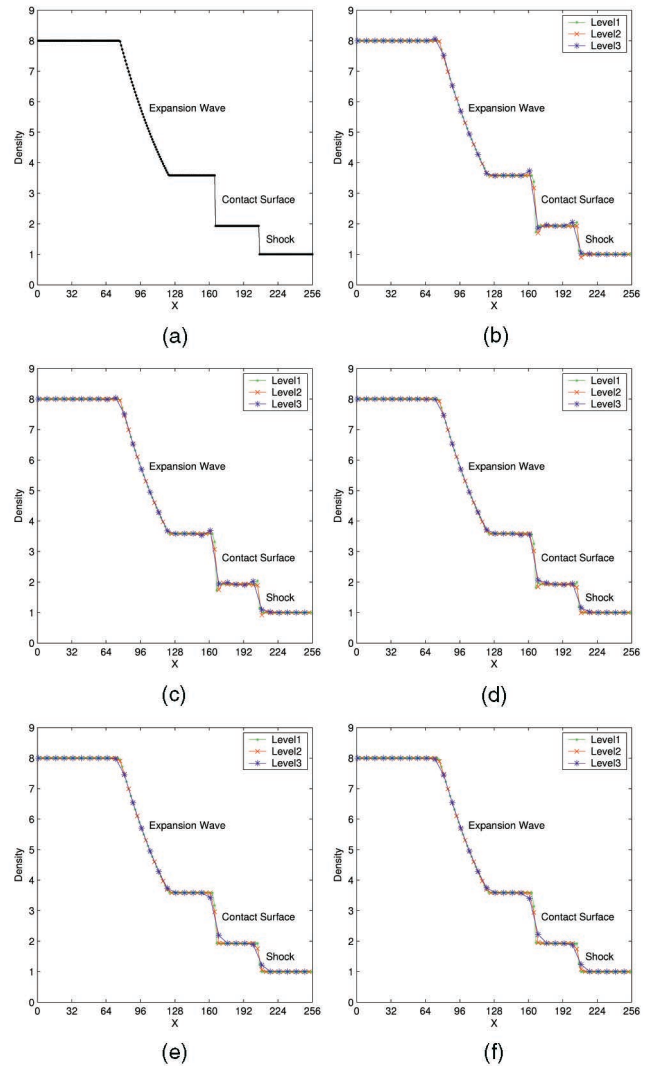 9
8
7
6
5
4
3
2
1
0
Density
Expansion Wave
Contact Surface
Shock
0 32 64 96 128 160 192 224 256
X
(a)
9
8
7
6
5
4
3
2
1
0
Density
Level1
Level2
Level3
Expansion Wave
Contact Surface
Shock
0 32 64 96 128 160 192 224 256
X
(b)
9
8
7
6
5
4
3
2
1
0
Density
Level1
Level2
Level3
Expansion Wave
Contact Surface
Shock
0 32 64 96 128 160 192 224 256
X
(c)
9
8
7
6
5
4
3
2
1
0
Density
Level1
Level2
Level3
Expansion Wave
Contact Surface
Shock
0 32 64 96 128 160 192 224 256
X
(d)
9
8
7
6
5
4
3
2
1
0
Density
Level1
Level2
Level3
Expansion Wave
Contact Surface
Shock
0 32 64 96 128 160 192 224 256
X
(e)
9
8
7
6
5
4
3
2
1
0
Density
Level1
Level2
Level3
Expansion Wave
Contact Surface
Shock
0 32 64 96 128 160 192 224 256
X
(f)